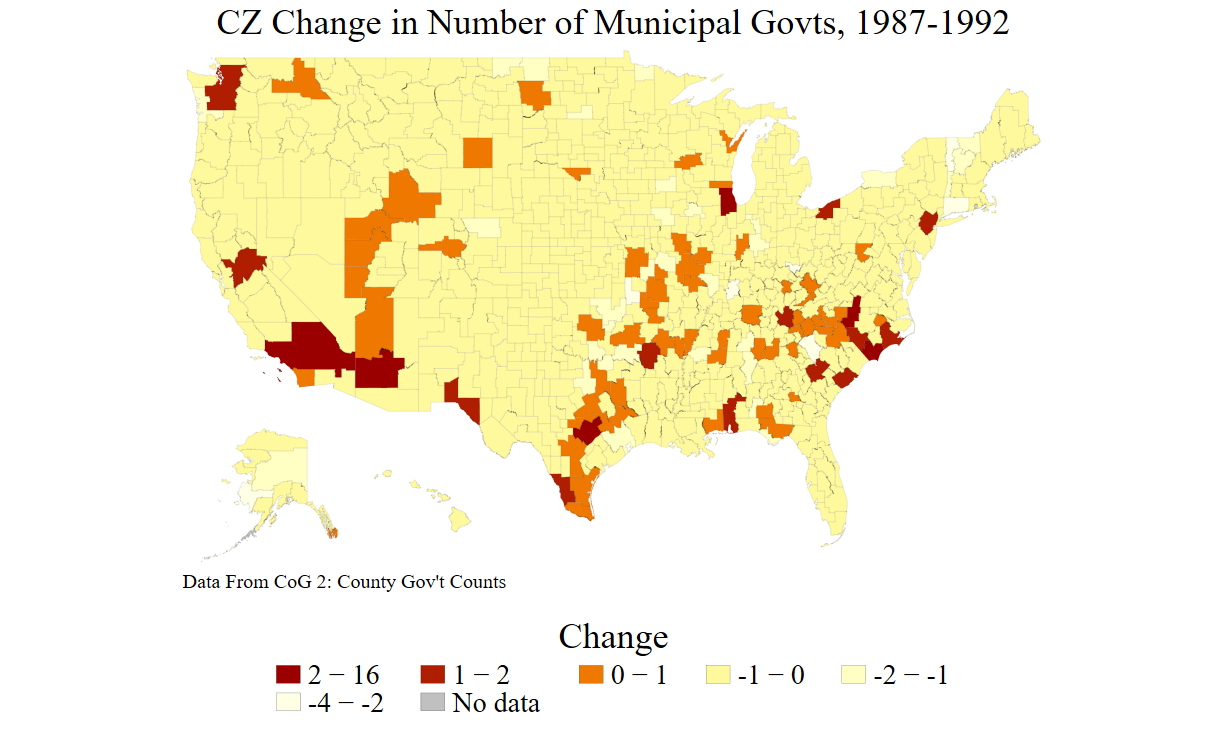 CZ Change in Number of Municipal Govts, 1987-1992
Data From CoG 2: County Gov't Counts
Change
2 − 16 1 − 2 0 − 1 -1 − 0 -2 − -1
-4 − -2 No data